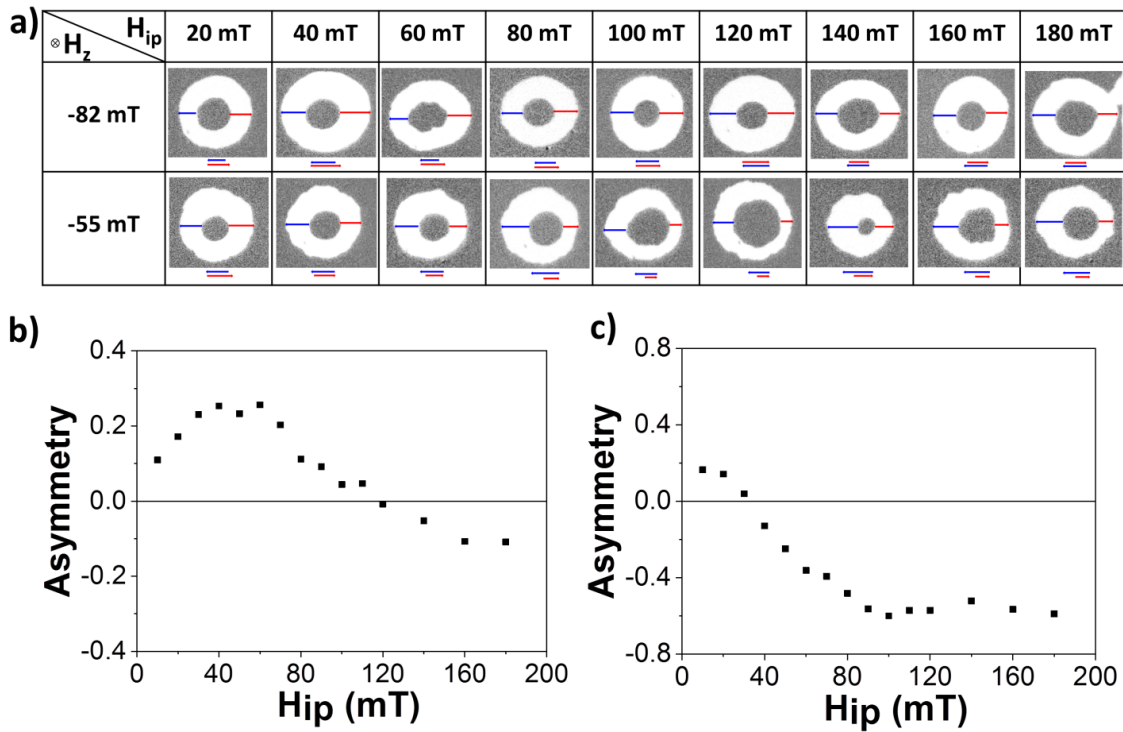 a)
H_ip
⊗H_z
20 mT 40 mT 60 mT 80 mT 100 mT 120 mT 140 mT 160 mT 180 mT
-82 mT
-55 mT
b)
0.4
0.2
0.0
-0.2
-0.4
Asymmetry
0 40 80 120 160 200
Hip (mT)
c)
0.8
0.4
0.0
-0.4
-0.8
Asymmetry
0 40 80 120 160 200
Hip (mT)